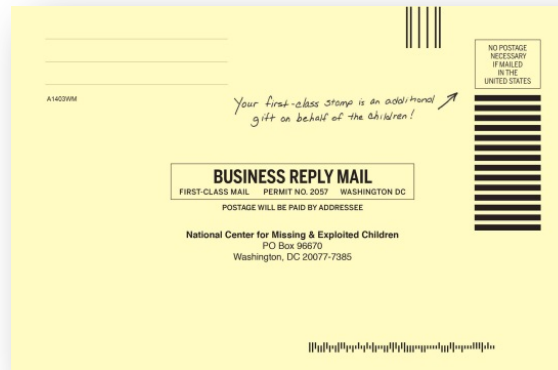 NO POSTAGE
NECESSARY
IF MAILED
IN THE
UNITED STATES
A1403WM
Your first-class stamp is an additional
gift on behalf of the children!
BUSINESS REPLY MAIL
FIRST-CLASS MAIL PERMIT NO. 2057 WASHINGTON DC
POSTAGE WILL BE PAID BY ADDRESSEE
National Center for Missing & Exploited Children
PO Box 96670
Washington, DC 20077-7385